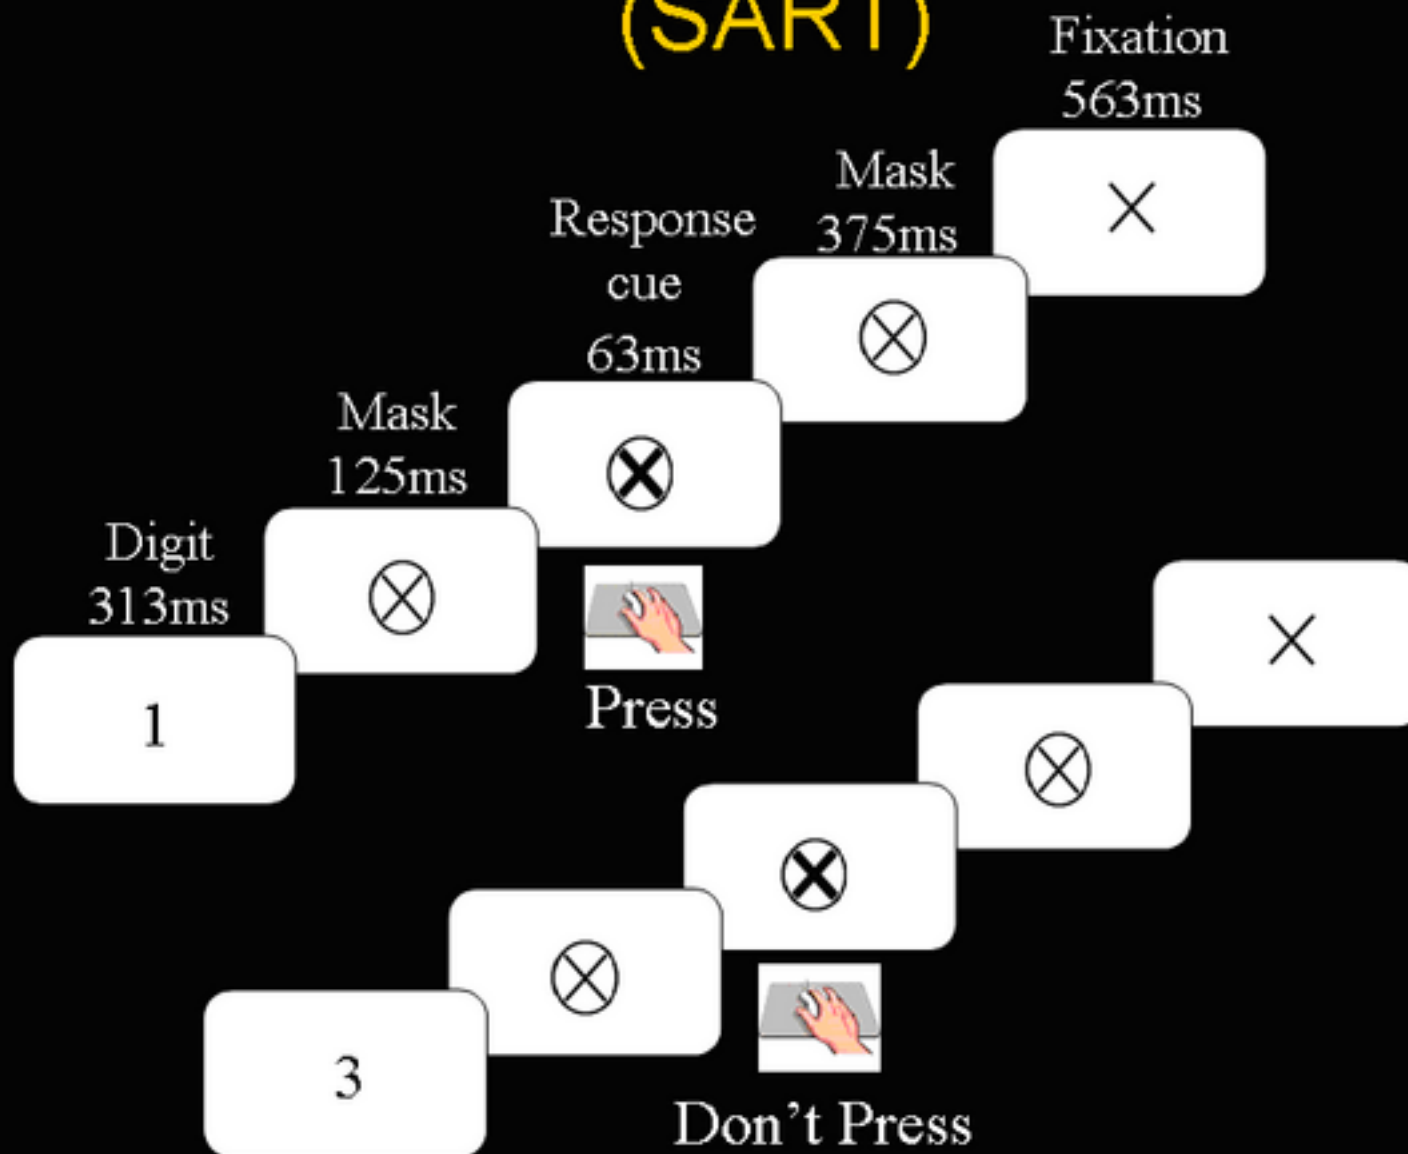 (SART)
Fixation
563ms
Mask
375ms
Response
cue
63ms
Mask
125ms
Digit
313ms
1
Press
3
Don't Press